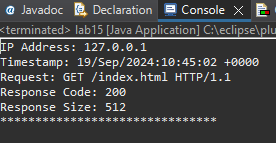 Javadoc Declaration Console
<terminated> lab15 [Java Application] C:\eclipse\plu
IP Address: 127.0.0.1
Timestamp: 19/Sep/2024:10:45:02 +0000
Request: GET /index.html HTTP/1.1
Response Code: 200
Response Size: 512
*******************************